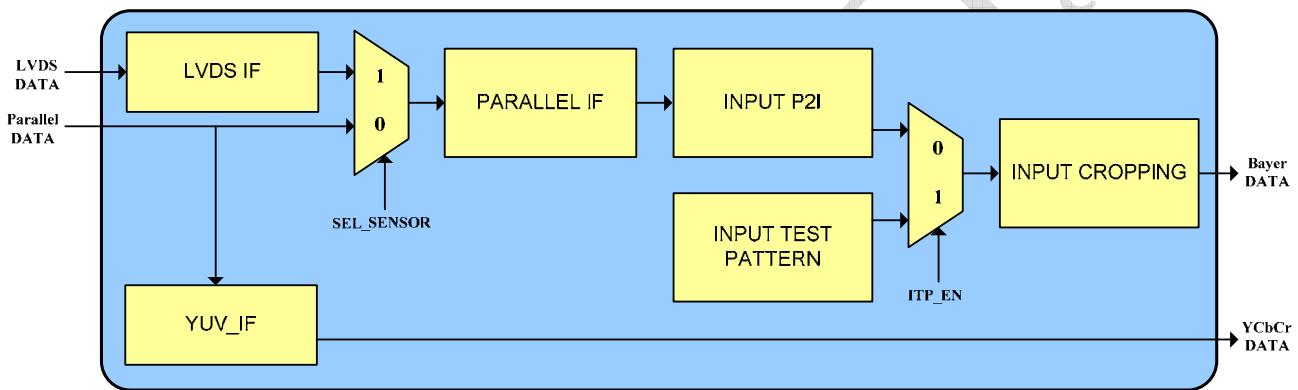 LVDS
DATA
LVDS IF
1
0
PARALLEL IF
INPUT P2I
Parallel
DATA
SEL_SENSOR
0
1
INPUT CROPPING
Bayer
DATA
INPUT TEST
PATTERN
ITP_EN
YUV_IF
YCbCr
DATA